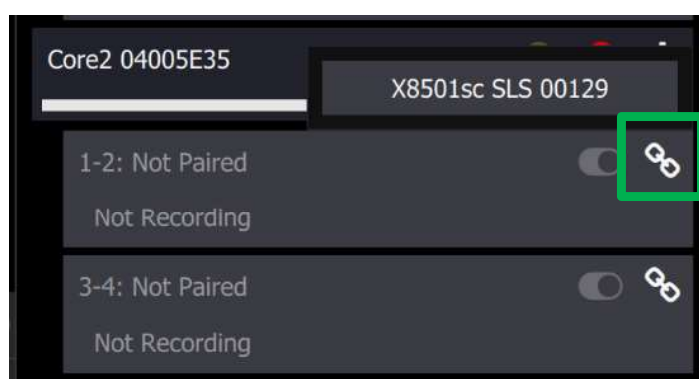 Core2 04005E35
X8501sc SLS 00129
1-2: Not Paired
Not Recording
3-4: Not Paired
Not Recording